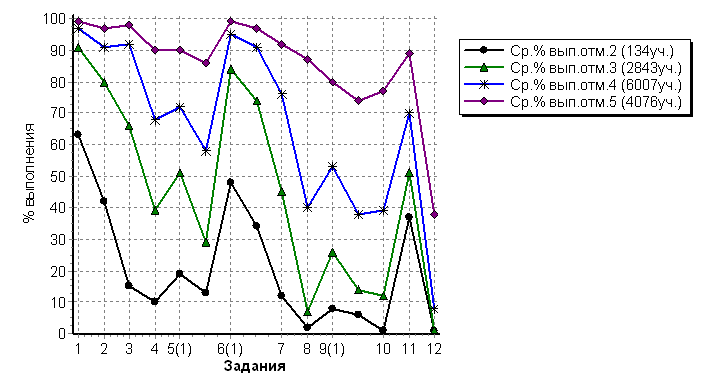 100
90
80
70
60
50
40
30
20
10
0
% выполнения
1 2 3 4 5(1) 6(1) 7 8 9(1) 10 11 12
Задания
Ср.% вып.отм.2 (134уч.)
Ср.% вып.отм.3 (2843уч.)
Ср.% вып.отм.4 (6007уч.)
Ср.% вып.отм.5 (4076уч.)